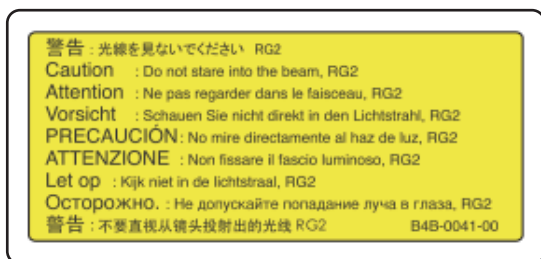 警告 : 光線を見ないでください RG2
Caution : Do not stare into the beam, RG2
Attention : Ne pas regarder dans le faisceau, RG2
Vorsicht : Schauen Sie nicht direkt in den Lichtstrahl, RG2
PRECAUCIÓN : No mire directamente al haz de luz, RG2
ATTENZIONE : Non fissare il fascio luminoso, RG2
Let op : Kijk niet in de lichtstraal, RG2
Осторожно. : Не допускайте попадание луча в глаза, RG2
警告 : 不要直视从镜头投射出的光线 RG2 B4B-0041-00